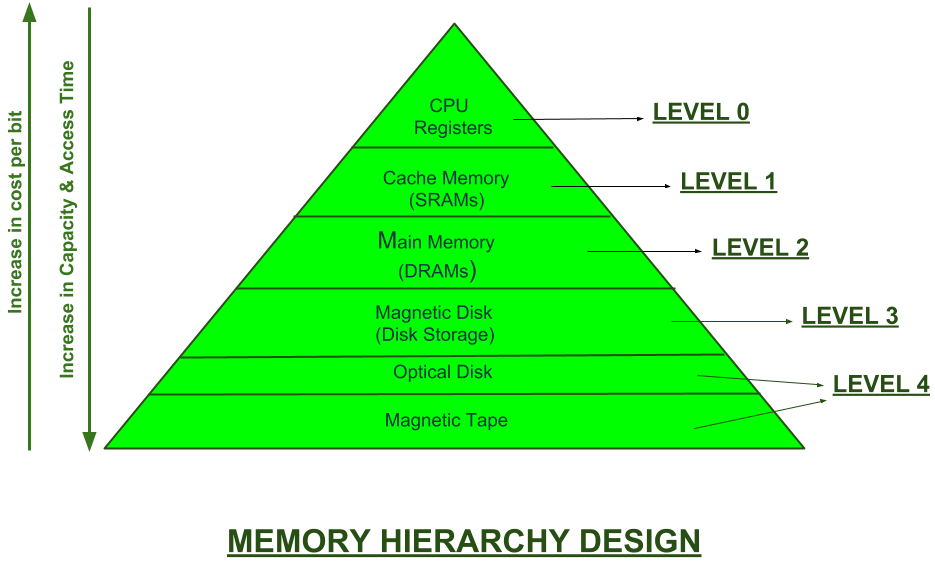 Increase in cost per bit
Increase in Capacity & Access Time
CPU
Registers
LEVEL 0
Cache Memory
(SRAMs)
LEVEL 1
Main Memory
(DRAMs)
LEVEL 2
Magnetic Disk
(Disk Storage)
LEVEL 3
Optical Disk
LEVEL 4
Magnetic Tape
MEMORY HIERARCHY DESIGN